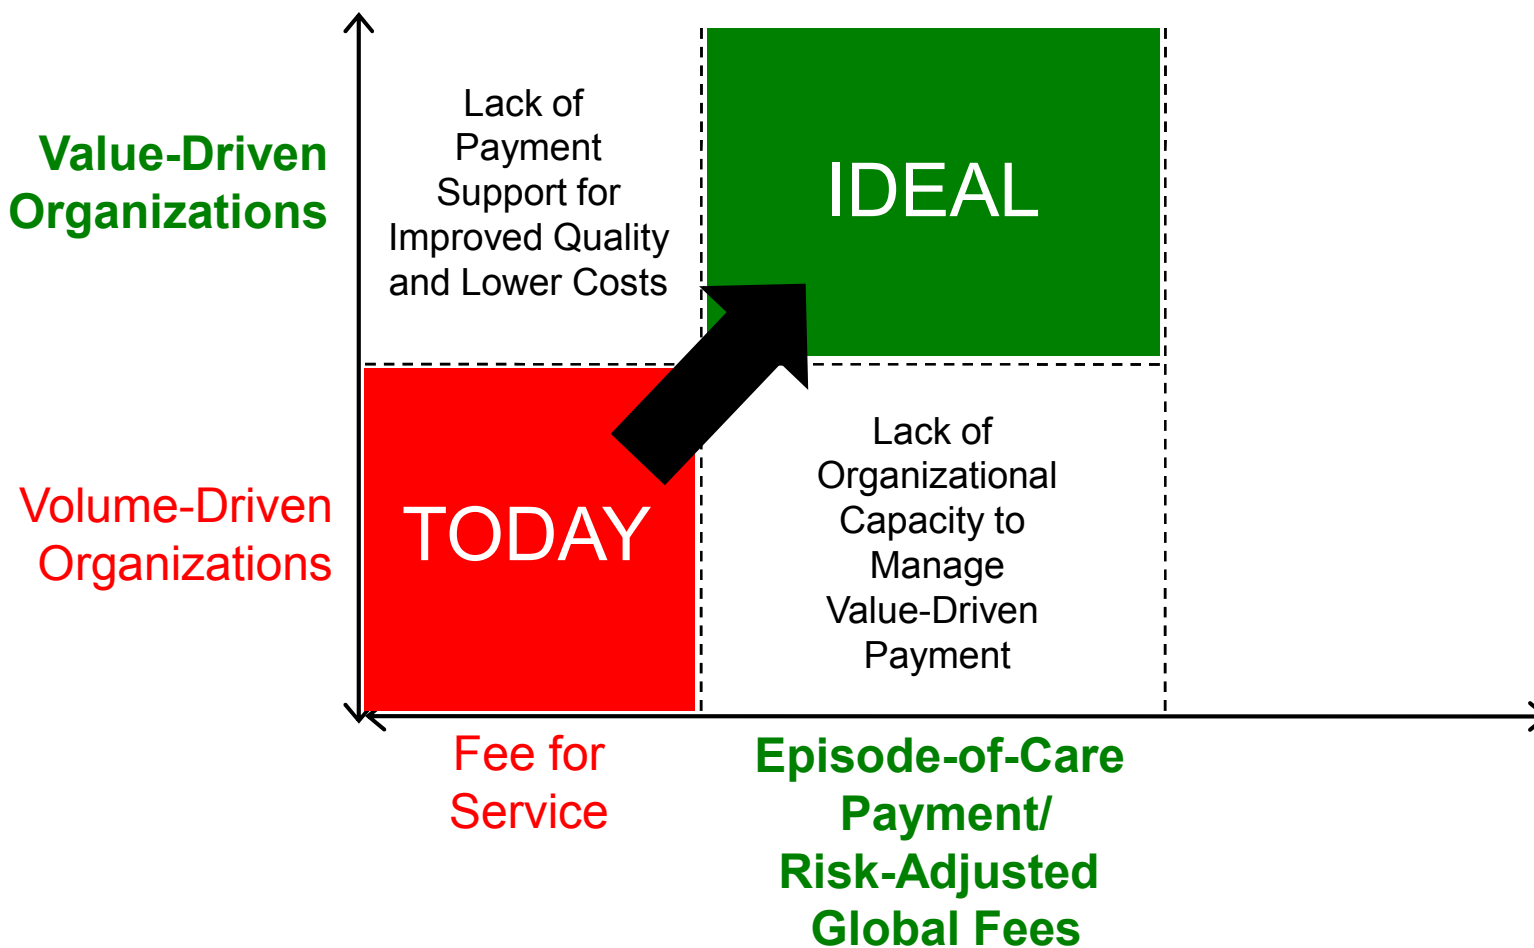 Value-Driven
Organizations
Lack of
Payment
Support for
Improved Quality
and Lower Costs
IDEAL
Volume-Driven
Organizations
TODAY
Lack of
Organizational
Capacity to
Manage
Value-Driven
Payment
Fee for
Service
Episode-of-Care
Payment/
Risk-Adjusted
Global Fees